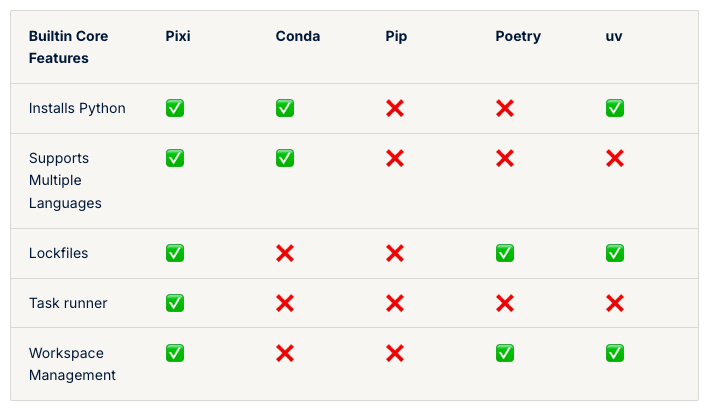 Builtin Core Features Pixi Conda Pip Poetry uv
Installs Python ✅ ✅ ❌ ❌ ✅
Supports Multiple Languages ✅ ✅ ❌ ❌ ❌
Lockfiles ✅ ❌ ❌ ✅ ✅
Task runner ✅ ❌ ❌ ❌ ❌
Workspace Management ✅ ❌ ❌ ✅ ✅